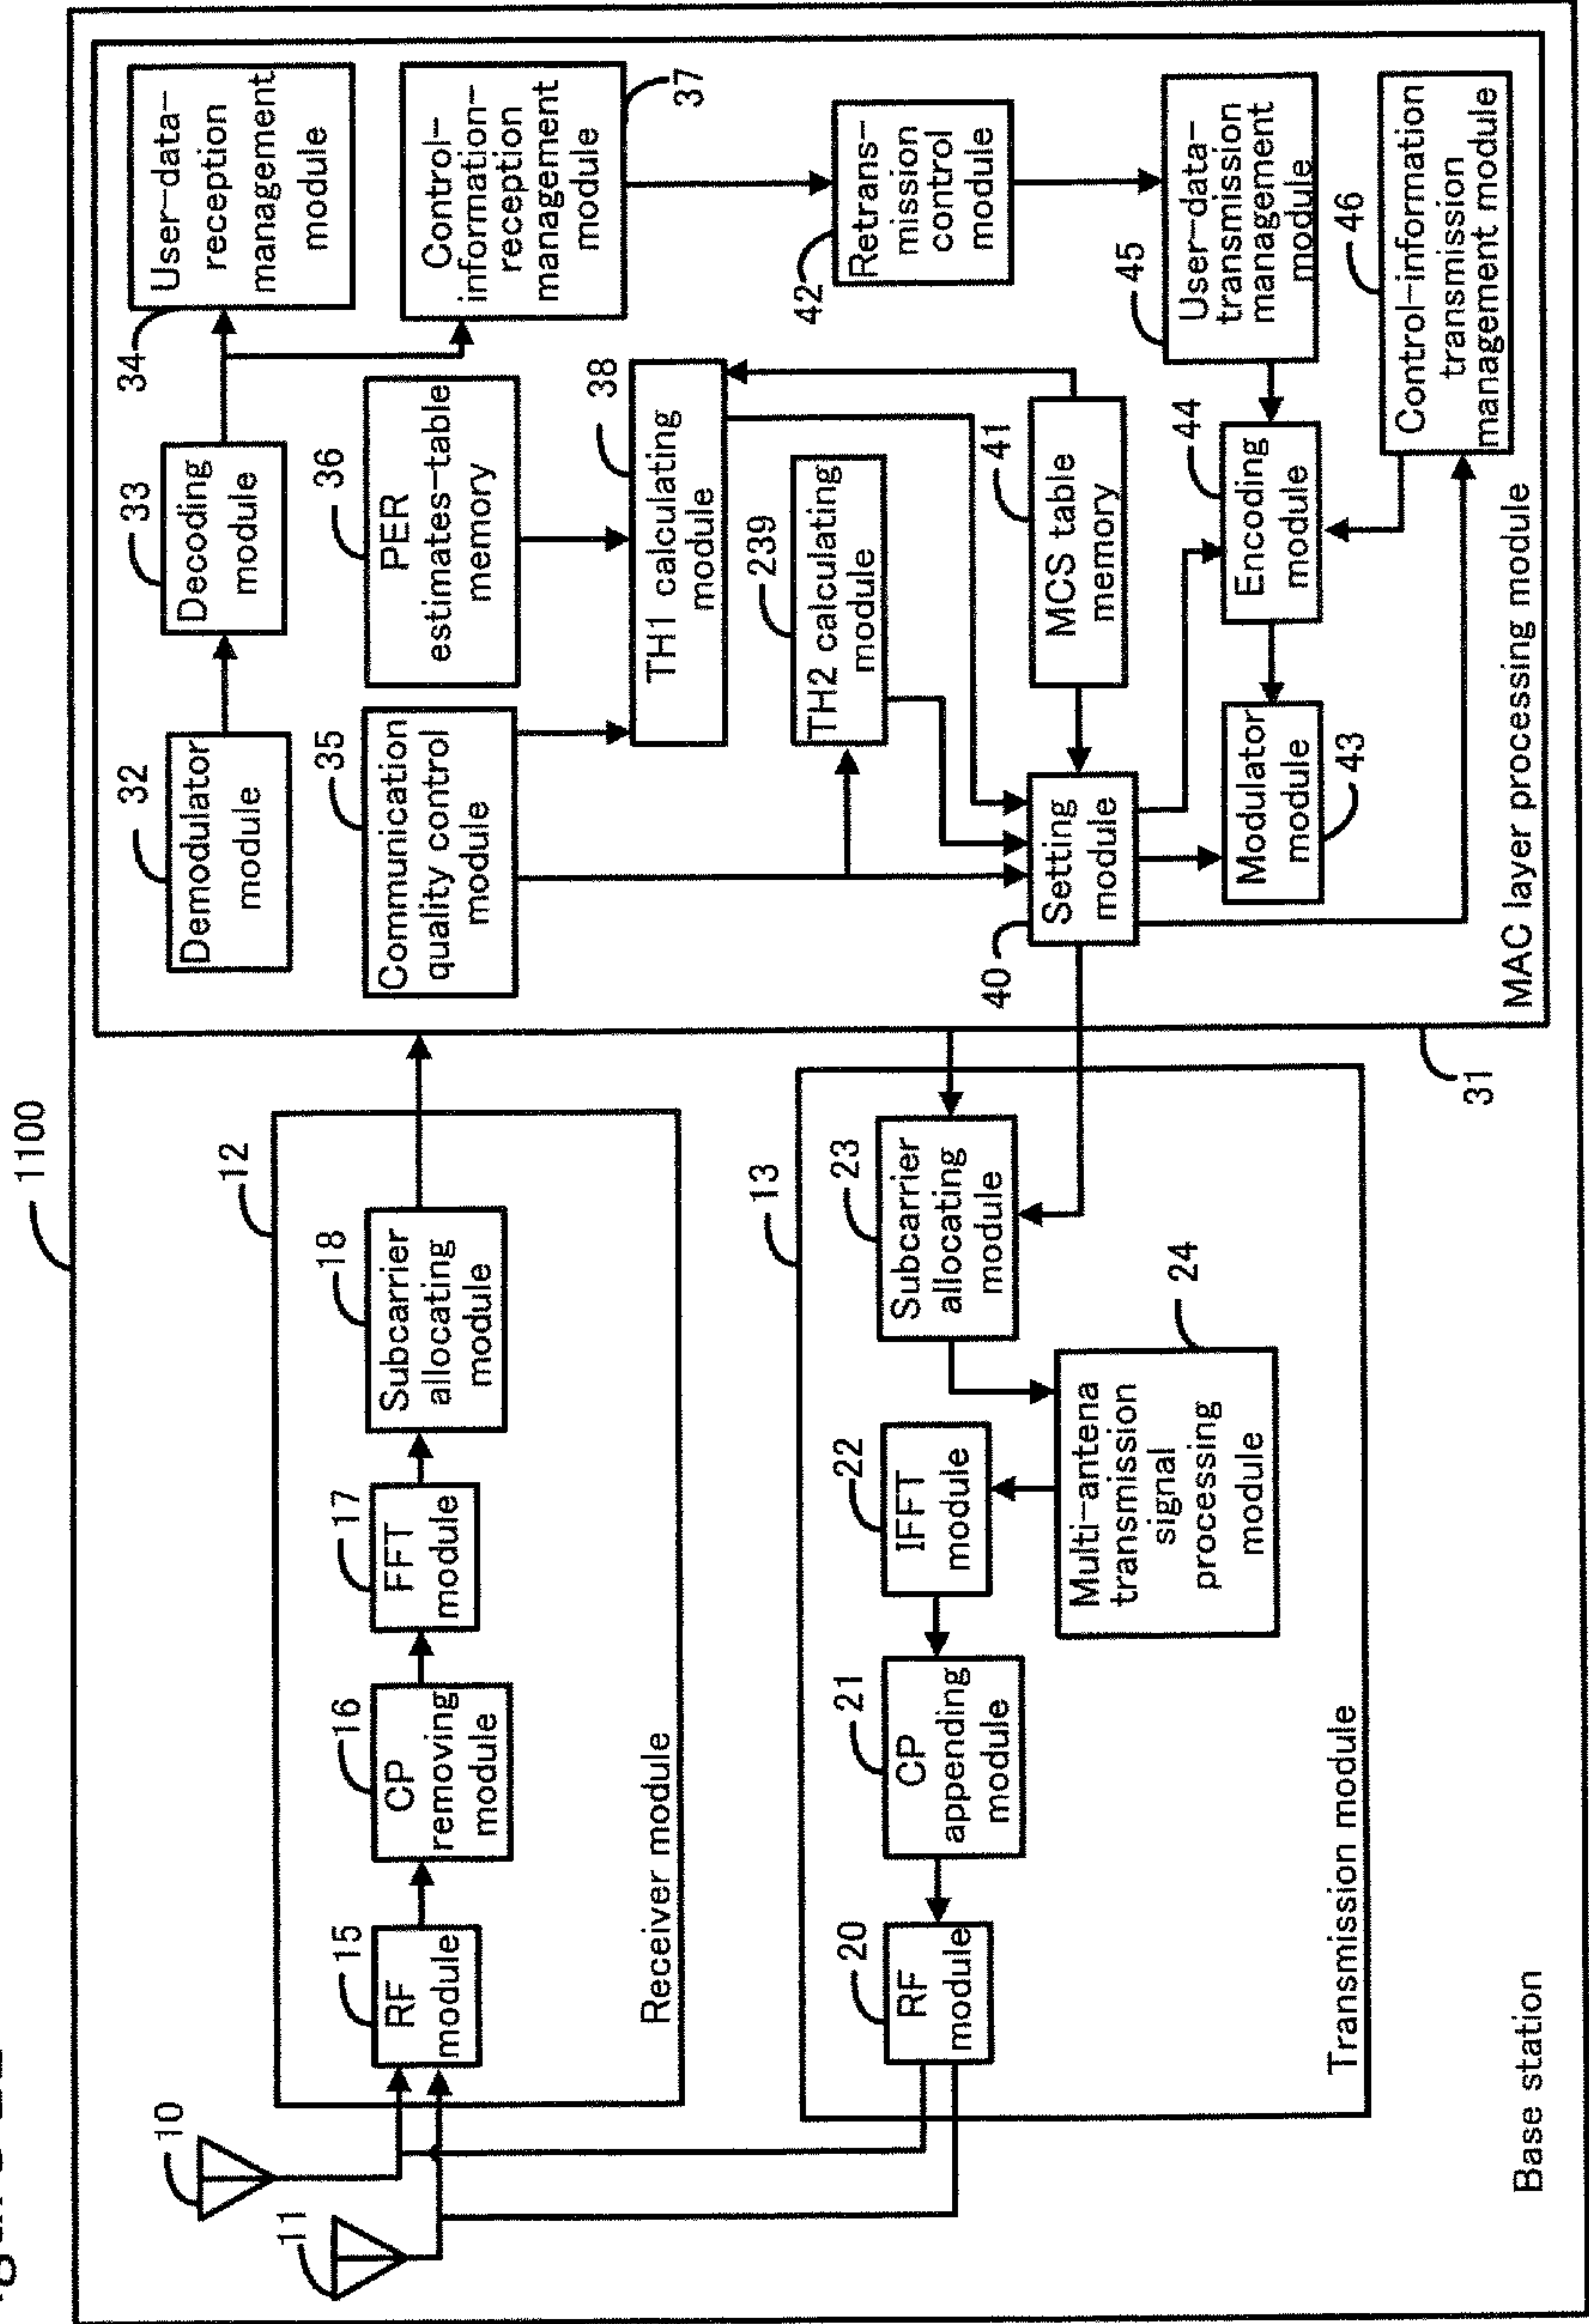 1100
10
11
12
15
RF
module
16
CP
removing
module
17
FFT
module
18
Subcarrier
allocating
module
Receiver module
13
20
RF
module
21
CP
appending
module
22
IFFT
module
23
Subcarrier
allocating
module
24
Multi-antena
transmission
signal
processing
module
Transmission module
Base station
32
Demodulator
module
33
Decoding
module
34
User-data-
reception
management
module
35
Communication
quality control
module
36
PER
estimates-table
memory
Control-
information-
reception
management
module
37
38
TH1 calculating
module
239
TH2 calculating
module
42
Retrans-
mission
control
module
40
Setting
module
41
MCS table
memory
45
User-data-
transmission
management
module
Modulator
module
43
44
Encoding
module
46
Control-information
transmission
management module
MAC layer processing module
31